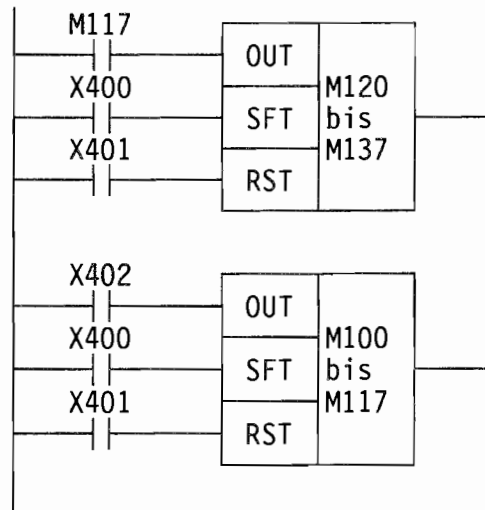 M117
OUT
X400
M120
SFT
bis
X401
M137
RST
X402
OUT
X400
M100
SFT
bis
X401
M117
RST